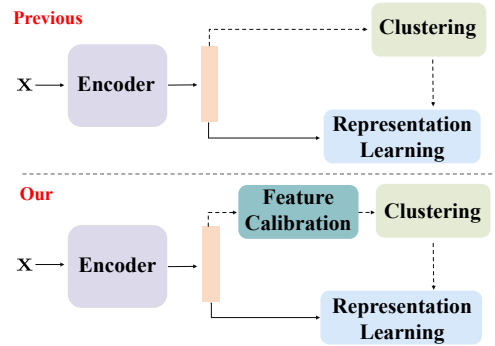 Previous
Clustering
X
Encoder
Representation
Learning
Our
Feature
Calibration
Clustering
X
Encoder
Representation
Learning